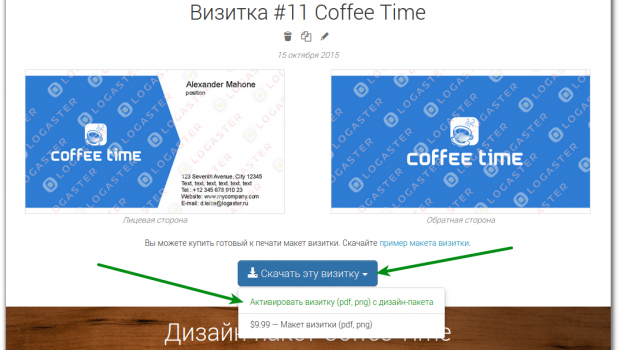 Визитка #11 Coffee Time
15 октября 2015
LOGASTER
Alexander Mahone
position
coffee time
123 Seventh Avenue, City 12345
Text, text, text, text, text, text
Tel.: +12 345 678 910 23
Website: www.mycompany.com
E-mail: d.leinx@logaster.ru
LOGASTER
coffee time
Лицевая сторона
Обратная сторона
Вы можете купить готовый к печати макет визитки. Скачайте пример макета визитки.
Скачать эту визитку
Активировать визитку (pdf, png) с дизайн-пакета
$9.99 — Макет визитки (pdf, png)
Дизайн-пакет Coffee Time